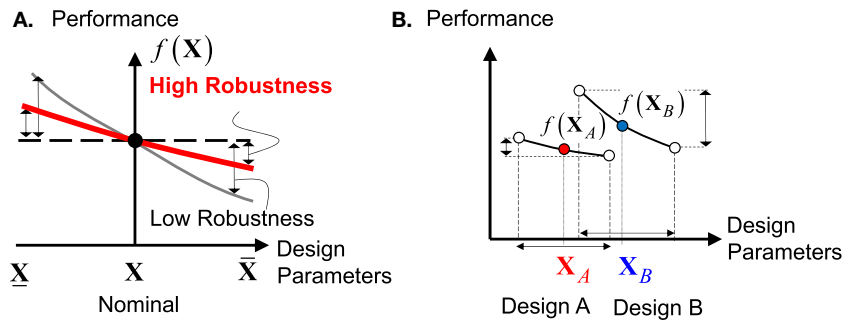 A. Performance
f(X)
High Robustness
Low Robustness
Design
Parameters
X̲ X X̄
Nominal
B. Performance
f(X_B)
f(X_A)
Design
Parameters
X_A X_B
Design A Design B